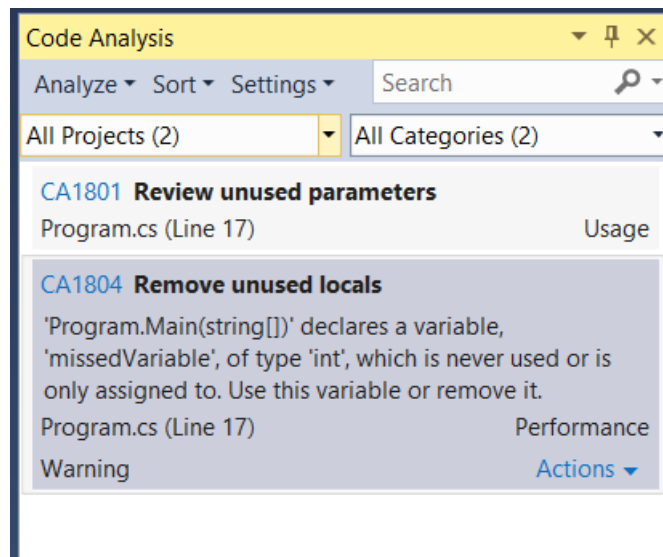 Code Analysis
Analyze Sort Settings Search
All Projects (2) All Categories (2)
CA1801 Review unused parameters
Program.cs (Line 17) Usage
CA1804 Remove unused locals
'Program.Main(string[])' declares a variable,
'missedVariable', of type 'int', which is never used or is
only assigned to. Use this variable or remove it.
Program.cs (Line 17) Performance
Warning Actions